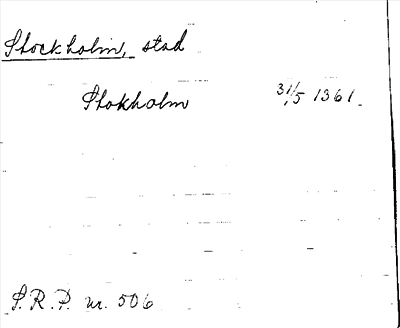 Stockholm, stad
Stokholm 31/5 1361.
S.R.P. nr. 506